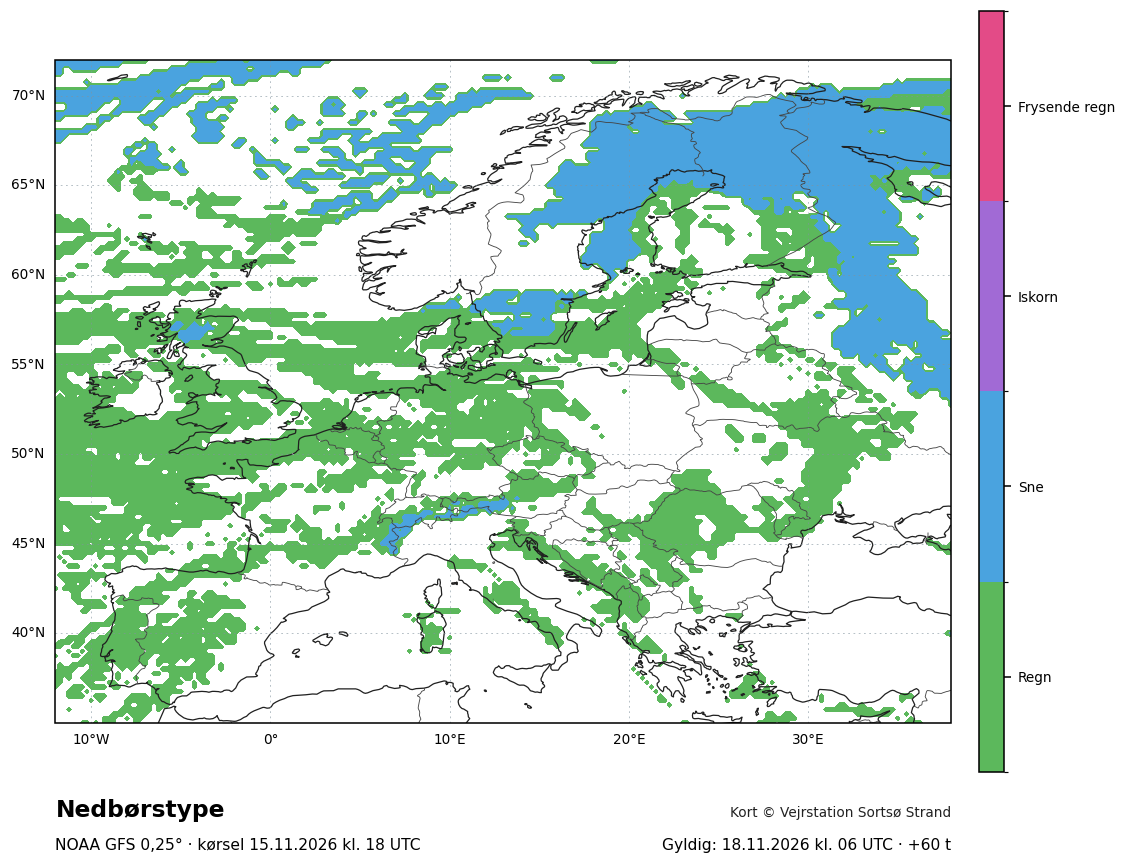 70°N
65°N
60°N
55°N
50°N
45°N
40°N
10°W
0°
10°E
20°E
30°E
Frysende regn
Iskorn
Sne
Regn
Nedbørstype
Kort © Vejrstation Sortsø Strand
NOAA GFS 0,25° · kørsel 15.11.2026 kl. 18 UTC
Gyldig: 18.11.2026 kl. 06 UTC · +60 t